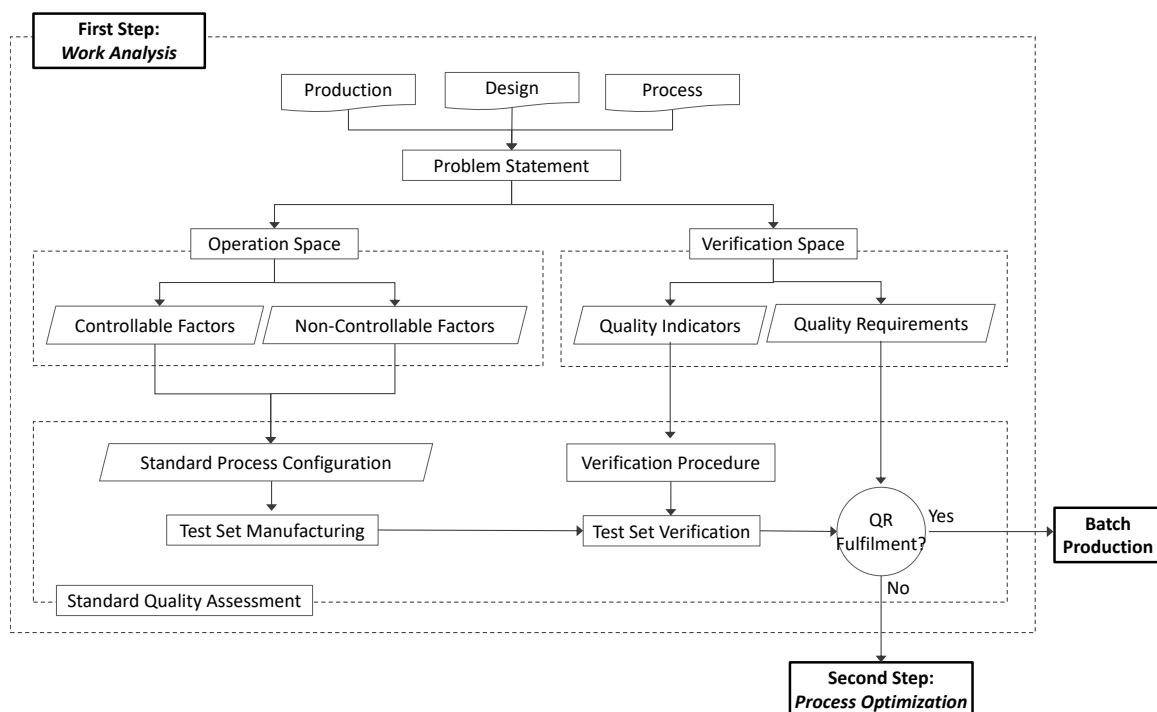 First Step:
Work Analysis
Production
Design
Process
Problem Statement
Operation Space
Verification Space
Controllable Factors
Non-Controllable Factors
Quality Indicators
Quality Requirements
Standard Process Configuration
Verification Procedure
Test Set Manufacturing
Test Set Verification
QR
Fulfilment?
Yes
Batch
Production
No
Standard Quality Assessment
Second Step:
Process Optimization